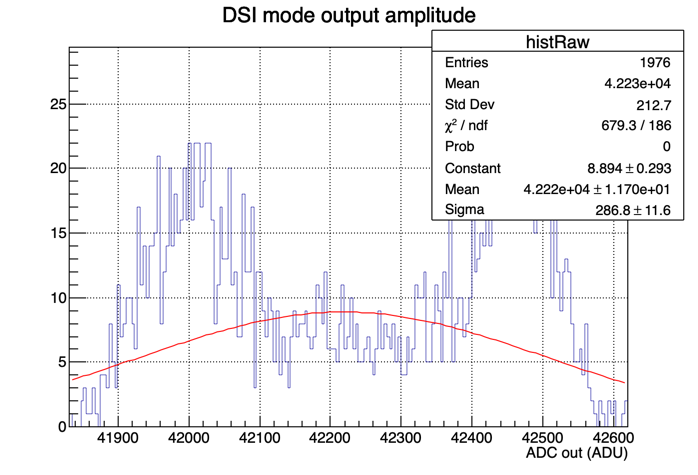 DSI mode output amplitude
histRaw
Entries 1976
Mean 4.223e+04
Std Dev 212.7
χ² / ndf 679.3 / 186
Prob 0
Constant 8.894 ± 0.293
Mean 4.222e+04 ± 1.170e+01
Sigma 286.8 ± 11.6
25
20
15
10
5
0
41900 42000 42100 42200 42300 42400 42500 42600
ADC out (ADU)